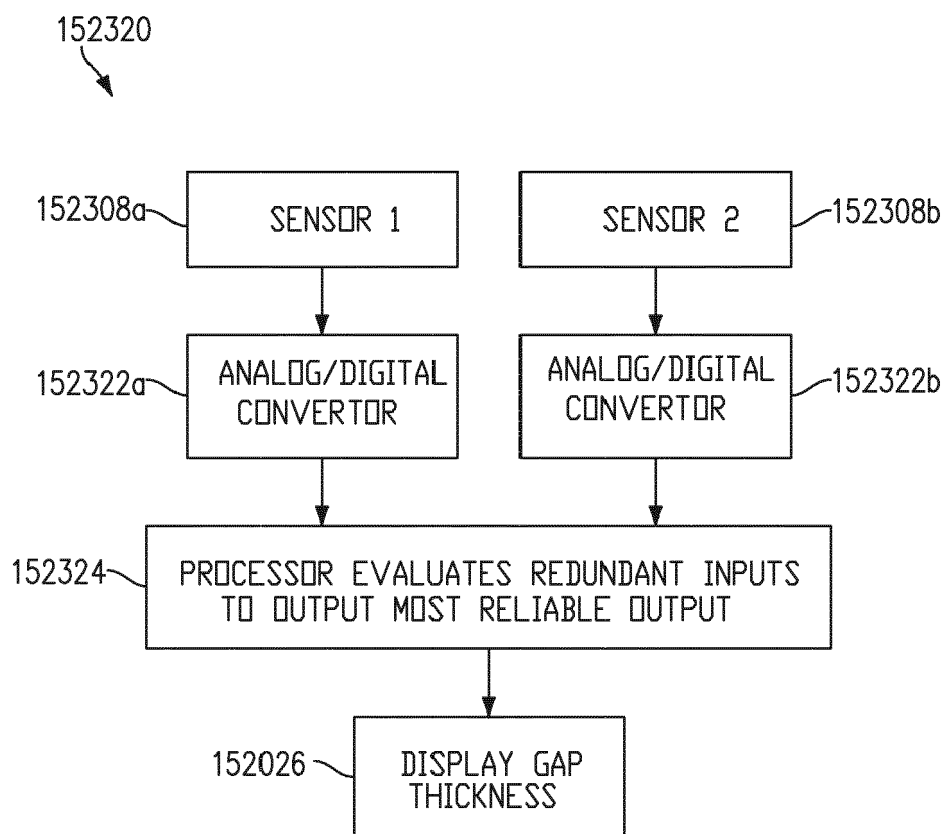 152320
152308a
SENSOR 1
SENSOR 2
152308b
152322a
ANALOG/DIGITAL
CONVERTOR
ANALOG/DIGITAL
CONVERTOR
152322b
152324
PROCESSOR EVALUATES REDUNDANT INPUTS
TO OUTPUT MOST RELIABLE OUTPUT
152026
DISPLAY GAP
THICKNESS